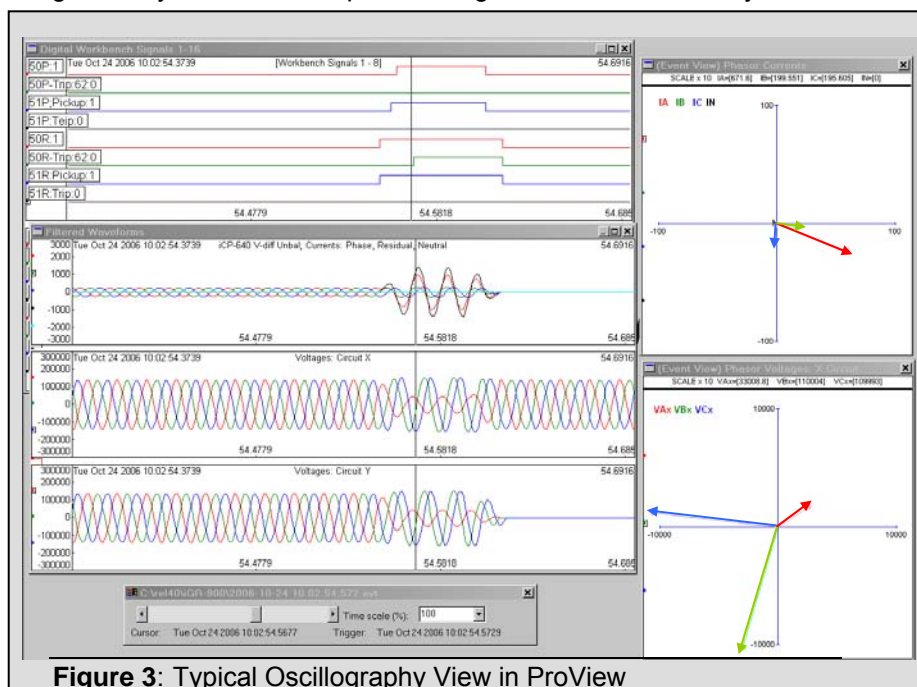 Digital Workbench Signals 1-16
Tue Oct 24 2006 10:02:54.3739 [Workbench Signals 1 - 8] 54.6916
50P:1
50P-Trip:62:0
51P,Pickup:1
51P:Teip:0
50R:1
50R-Trip:62:0
51R:Pickup:1
51R:Trip:0
54.4779 54.5818 54.685
Filtered Waveforms
3000 Tue Oct 24 2006 10:02:54.3739 iCP-640 V-diff Unbal, Currents: Phase, Residual, Neutral 54.6916
2000
1000
0
-1000
-2000
-3000
54.4779 54.5818 54.685
300000 Tue Oct 24 2006 10:02:54.3739 Voltages: Circuit X 54.6916
200000
100000
0
-100000
-200000
-300000
54.4779 54.5818 54.685
300000 Tue Oct 24 2006 10:02:54.3739 Voltages: Circuit Y 54.6916
200000
100000
0
-100000
-200000
-300000
54.4779 54.5818 54.685
Time scale (%): 100
Cursor: Tue Oct 24 2006 10:02:54.5677 Trigger: Tue Oct 24 2006 10:02:54.5729
(Event View) Phasor Currents
SCALE x 10 IA=[671.6] IB=[199.551] IC=[195.605] IN=[0]
IA IB IC IN
100
-100 100
-100
(Event View) Phasor Voltages: X Circuit
SCALE x 10 VAx=[33008.8] VBx=[110004] VCx=[109993]
VAx VBx VCx
10000
-10000 10000
-10000
Figure 3: Typical Oscillography View in ProView